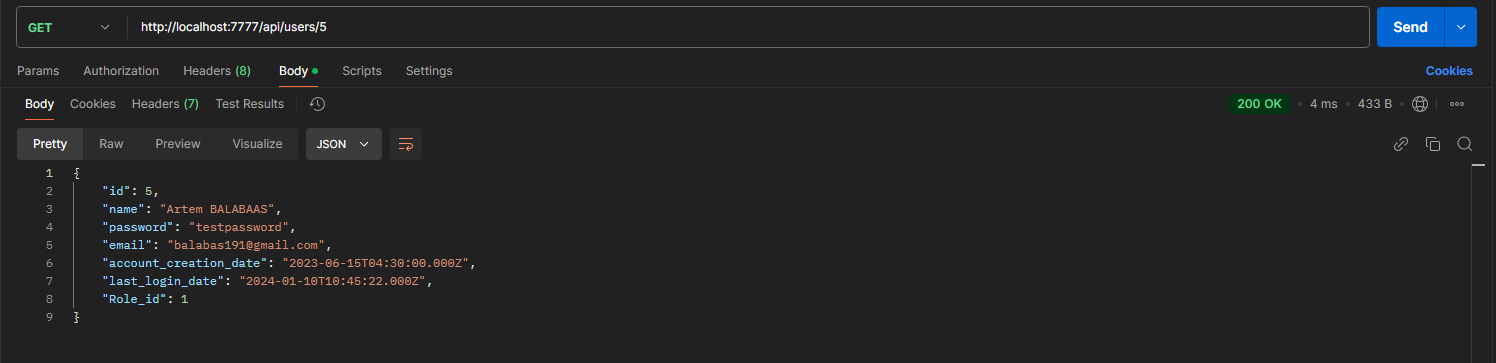 GET http://localhost:7777/api/users/5 Send
Params Authorization Headers (8) Body Scripts Settings Cookies
Body Cookies Headers (7) Test Results 200 OK • 4 ms • 433 B
Pretty Raw Preview Visualize JSON
1 {
2 "id": 5,
3 "name": "Artem BALABAAS",
4 "password": "testpassword",
5 "email": "balabas191@gmail.com",
6 "account_creation_date": "2023-06-15T04:30:00.000Z",
7 "last_login_date": "2024-01-10T10:45:22.000Z",
8 "Role_id": 1
9 }